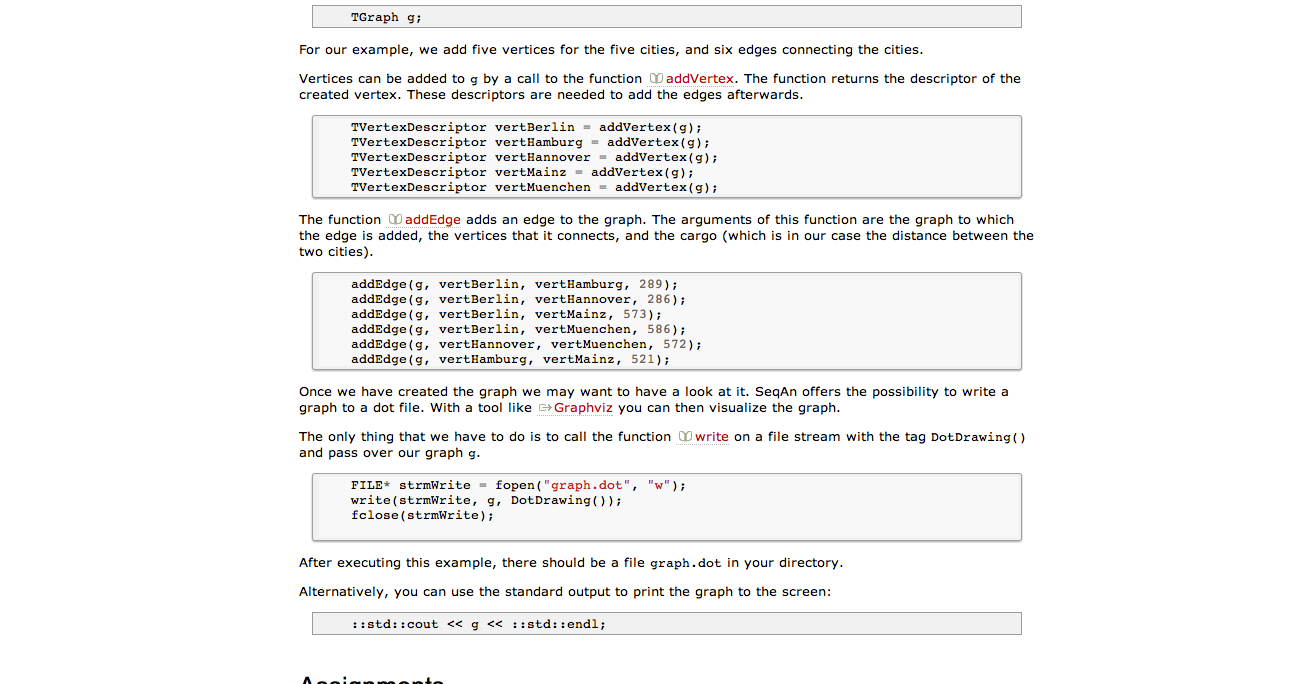 TGraph g;
For our example, we add five vertices for the five cities, and six edges connecting the cities.
Vertices can be added to g by a call to the function addVertex. The function returns the descriptor of the
created vertex. These descriptors are needed to add the edges afterwards.
TVertexDescriptor vertBerlin = addVertex(g);
TVertexDescriptor vertHamburg = addVertex(g);
TVertexDescriptor vertHannover = addVertex(g);
TVertexDescriptor vertMainz = addVertex(g);
TVertexDescriptor vertMuenchen = addVertex(g);
The function addEdge adds an edge to the graph. The arguments of this function are the graph to which
the edge is added, the vertices that it connects, and the cargo (which is in our case the distance between the
two cities).
addEdge(g, vertBerlin, vertHamburg, 289);
addEdge(g, vertBerlin, vertHannover, 286);
addEdge(g, vertBerlin, vertMainz, 573);
addEdge(g, vertBerlin, vertMuenchen, 586);
addEdge(g, vertHannover, vertMuenchen, 572);
addEdge(g, vertHamburg, vertMainz, 521);
Once we have created the graph we may want to have a look at it. SeqAn offers the possibility to write a
graph to a dot file. With a tool like Graphviz you can then visualize the graph.
The only thing that we have to do is to call the function write on a file stream with the tag DotDrawing()
and pass over our graph g.
FILE* strmWrite = fopen("graph.dot", "w");
write(strmWrite, g, DotDrawing());
fclose(strmWrite);
After executing this example, there should be a file graph.dot in your directory.
Alternatively, you can use the standard output to print the graph to the screen:
::std::cout << g << ::std::endl;
Assignments